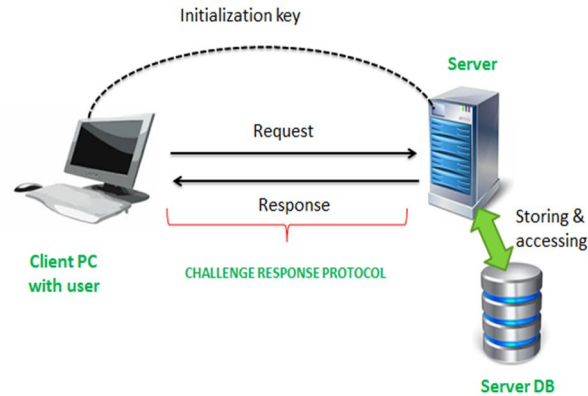 Initialization key
Server
Request
Response
Storing &
accessing
Client PC
with user
CHALLENGE RESPONSE PROTOCOL
Server DB